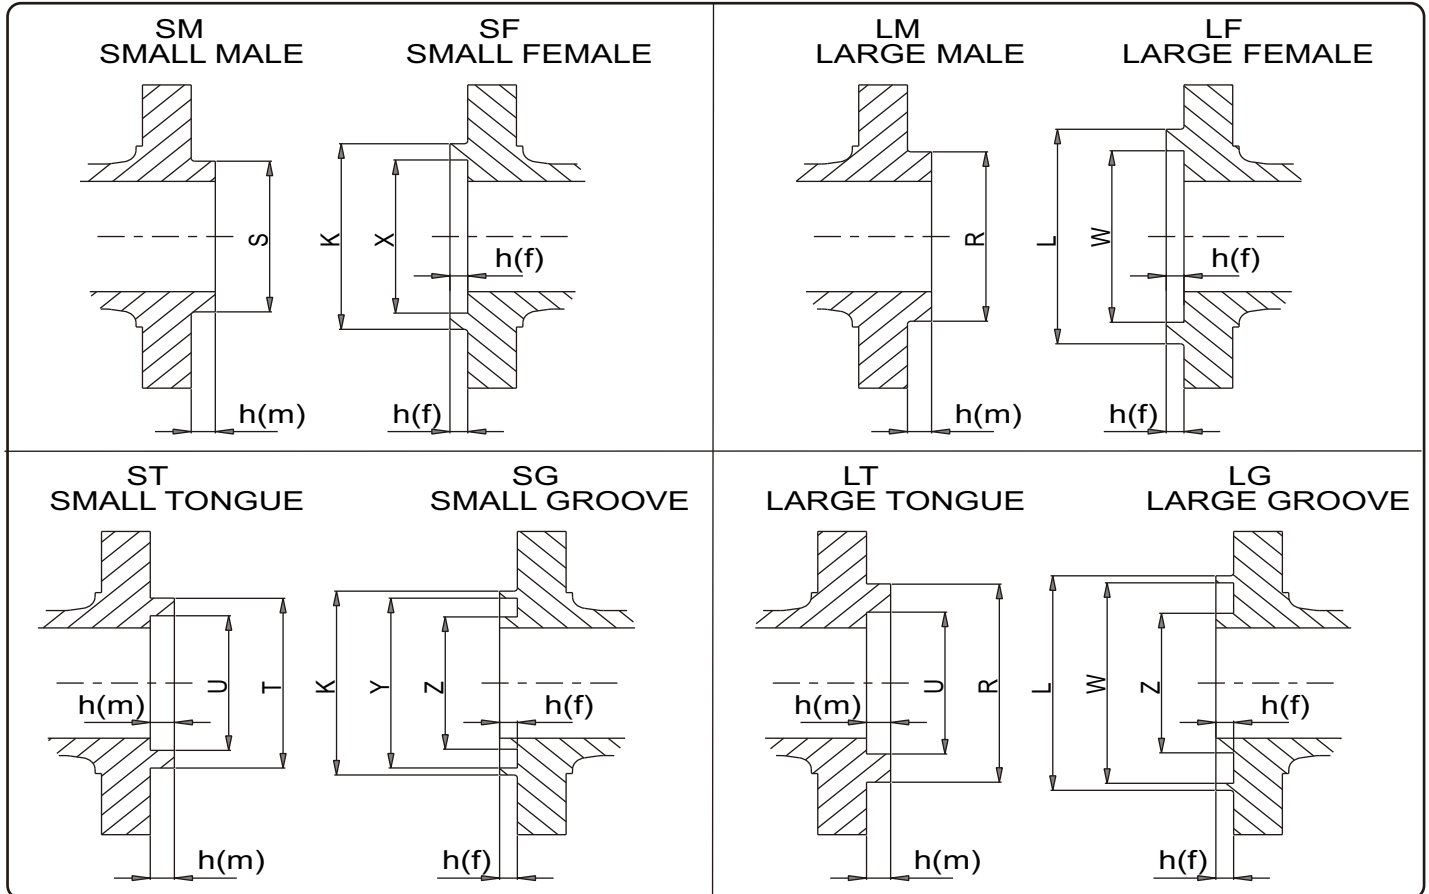 SM
SMALL MALE
SF
SMALL FEMALE
S
K
X
h(f)
h(m)
h(f)
LM
LARGE MALE
LF
LARGE FEMALE
R
L
W
h(f)
h(m)
h(f)
ST
SMALL TONGUE
SG
SMALL GROOVE
h(m)
U
T
K
Y
Z
h(f)
h(m)
h(f)
LT
LARGE TONGUE
LG
LARGE GROOVE
h(m)
U
R
L
W
Z
h(f)
h(m)
h(f)